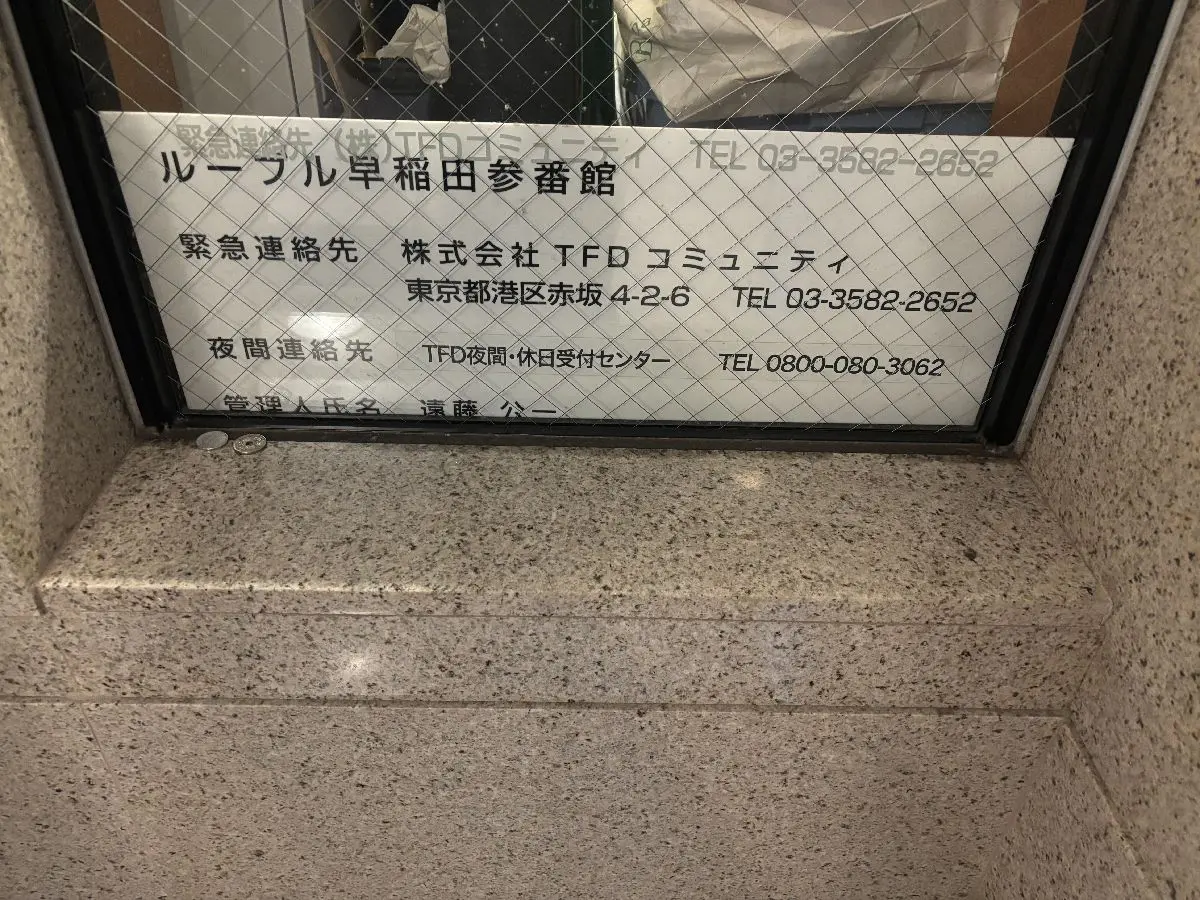 緊急連絡先 (株)TFDコミュニティ TEL 03-3582-2652
ルーブル早稲田参番館
緊急連絡先 株式会社TFDコミュニティ
東京都港区赤坂4-2-6 TEL 03-3582-2652
夜間連絡先 TFD夜間・休日受付センター TEL 0800-080-3062
管理人氏名 遠藤 公一